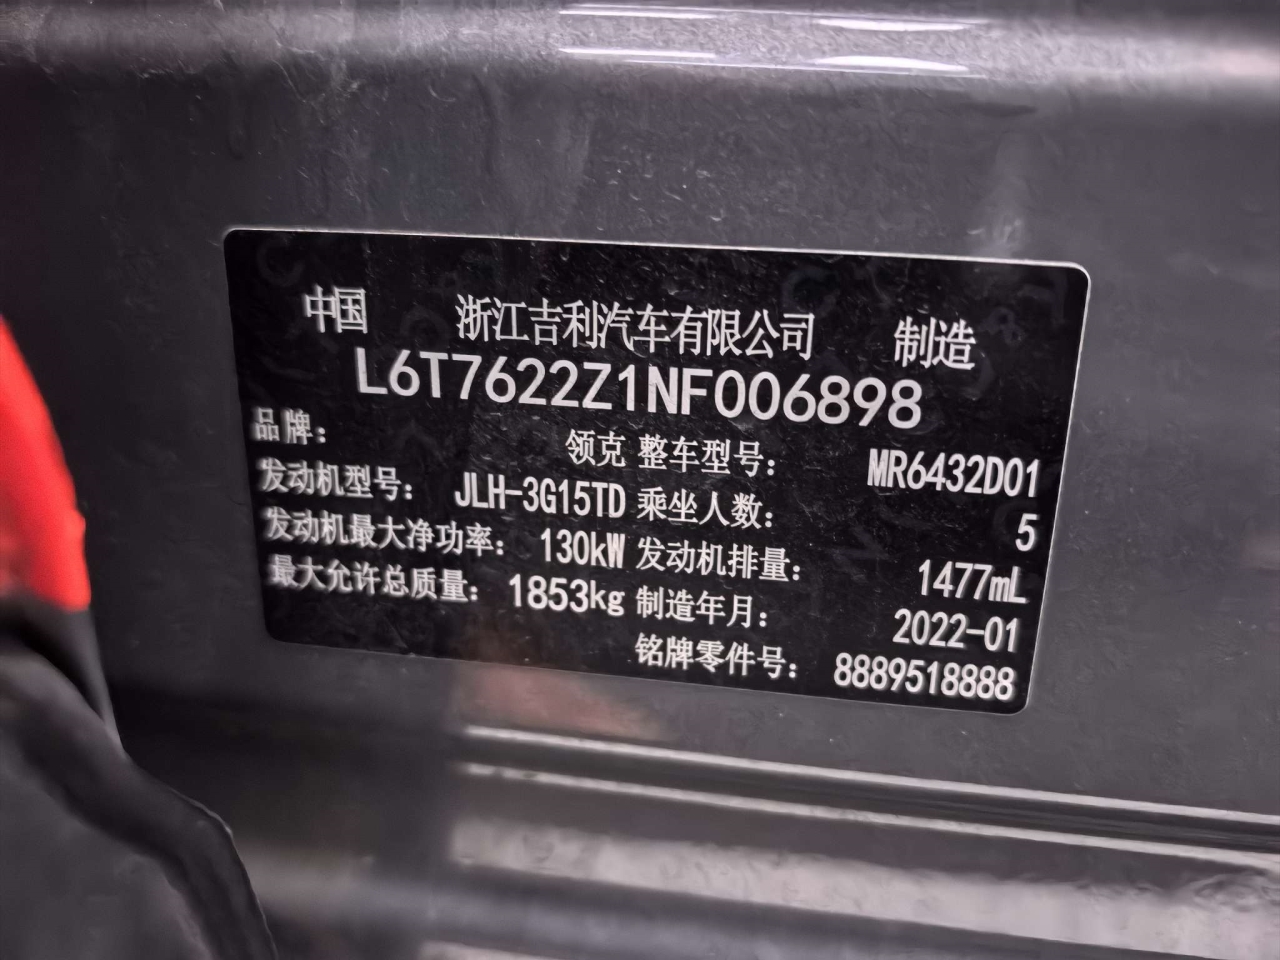 中国 浙江吉利汽车有限公司 制造
L6T7622Z1NF006898
品牌： 领克 整车型号： MR6432D01
发动机型号： JLH-3G15TD 乘坐人数： 5
发动机最大净功率： 130kW 发动机排量： 1477mL
最大允许总质量： 1853kg 制造年月： 2022-01
铭牌零件号： 8889518888